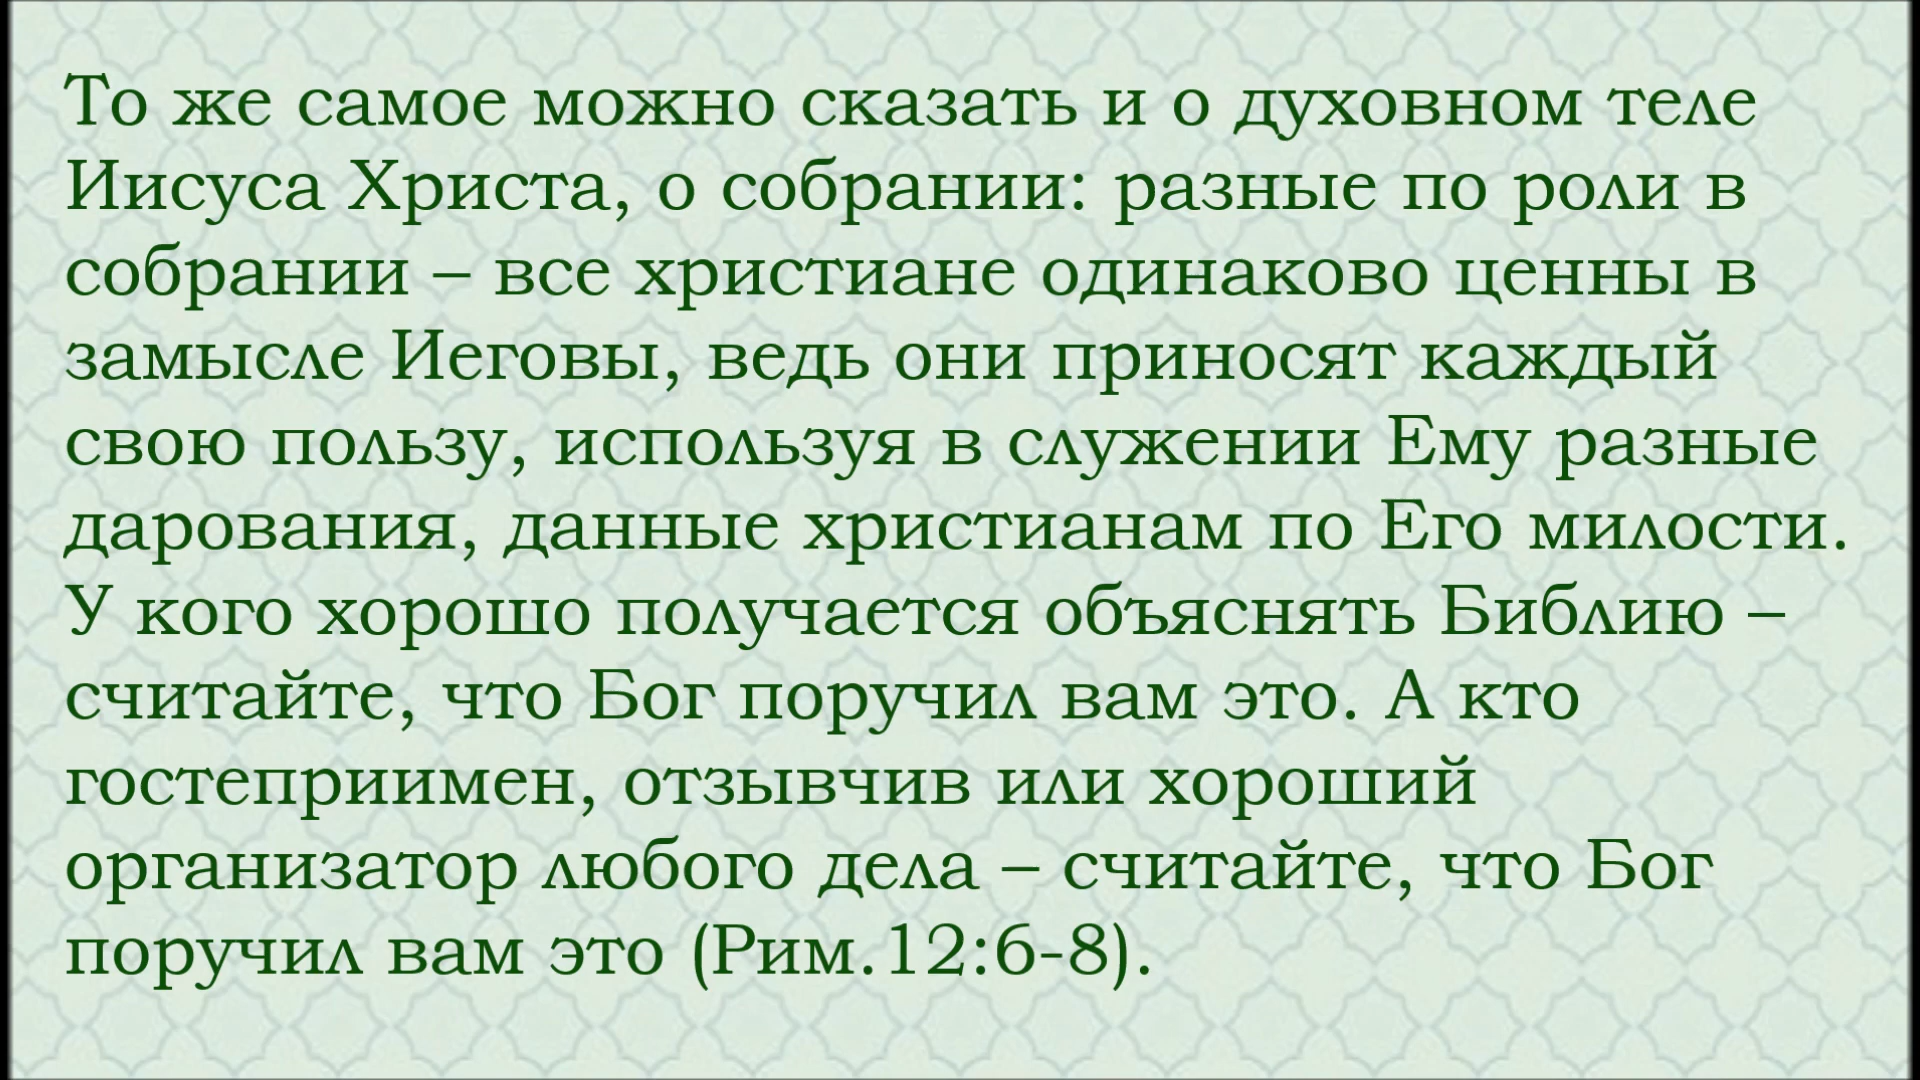 То же самое можно сказать и о духовном теле
Иисуса Христа, о собрании: разные по роли в
собрании – все христиане одинаково ценны в
замысле Иеговы, ведь они приносят каждый
свою пользу, используя в служении Ему разные
дарования, данные христианам по Его милости.
У кого хорошо получается объяснять Библию –
считайте, что Бог поручил вам это. А кто
гостеприимен, отзывчив или хороший
организатор любого дела – считайте, что Бог
поручил вам это (Рим.12:6-8).